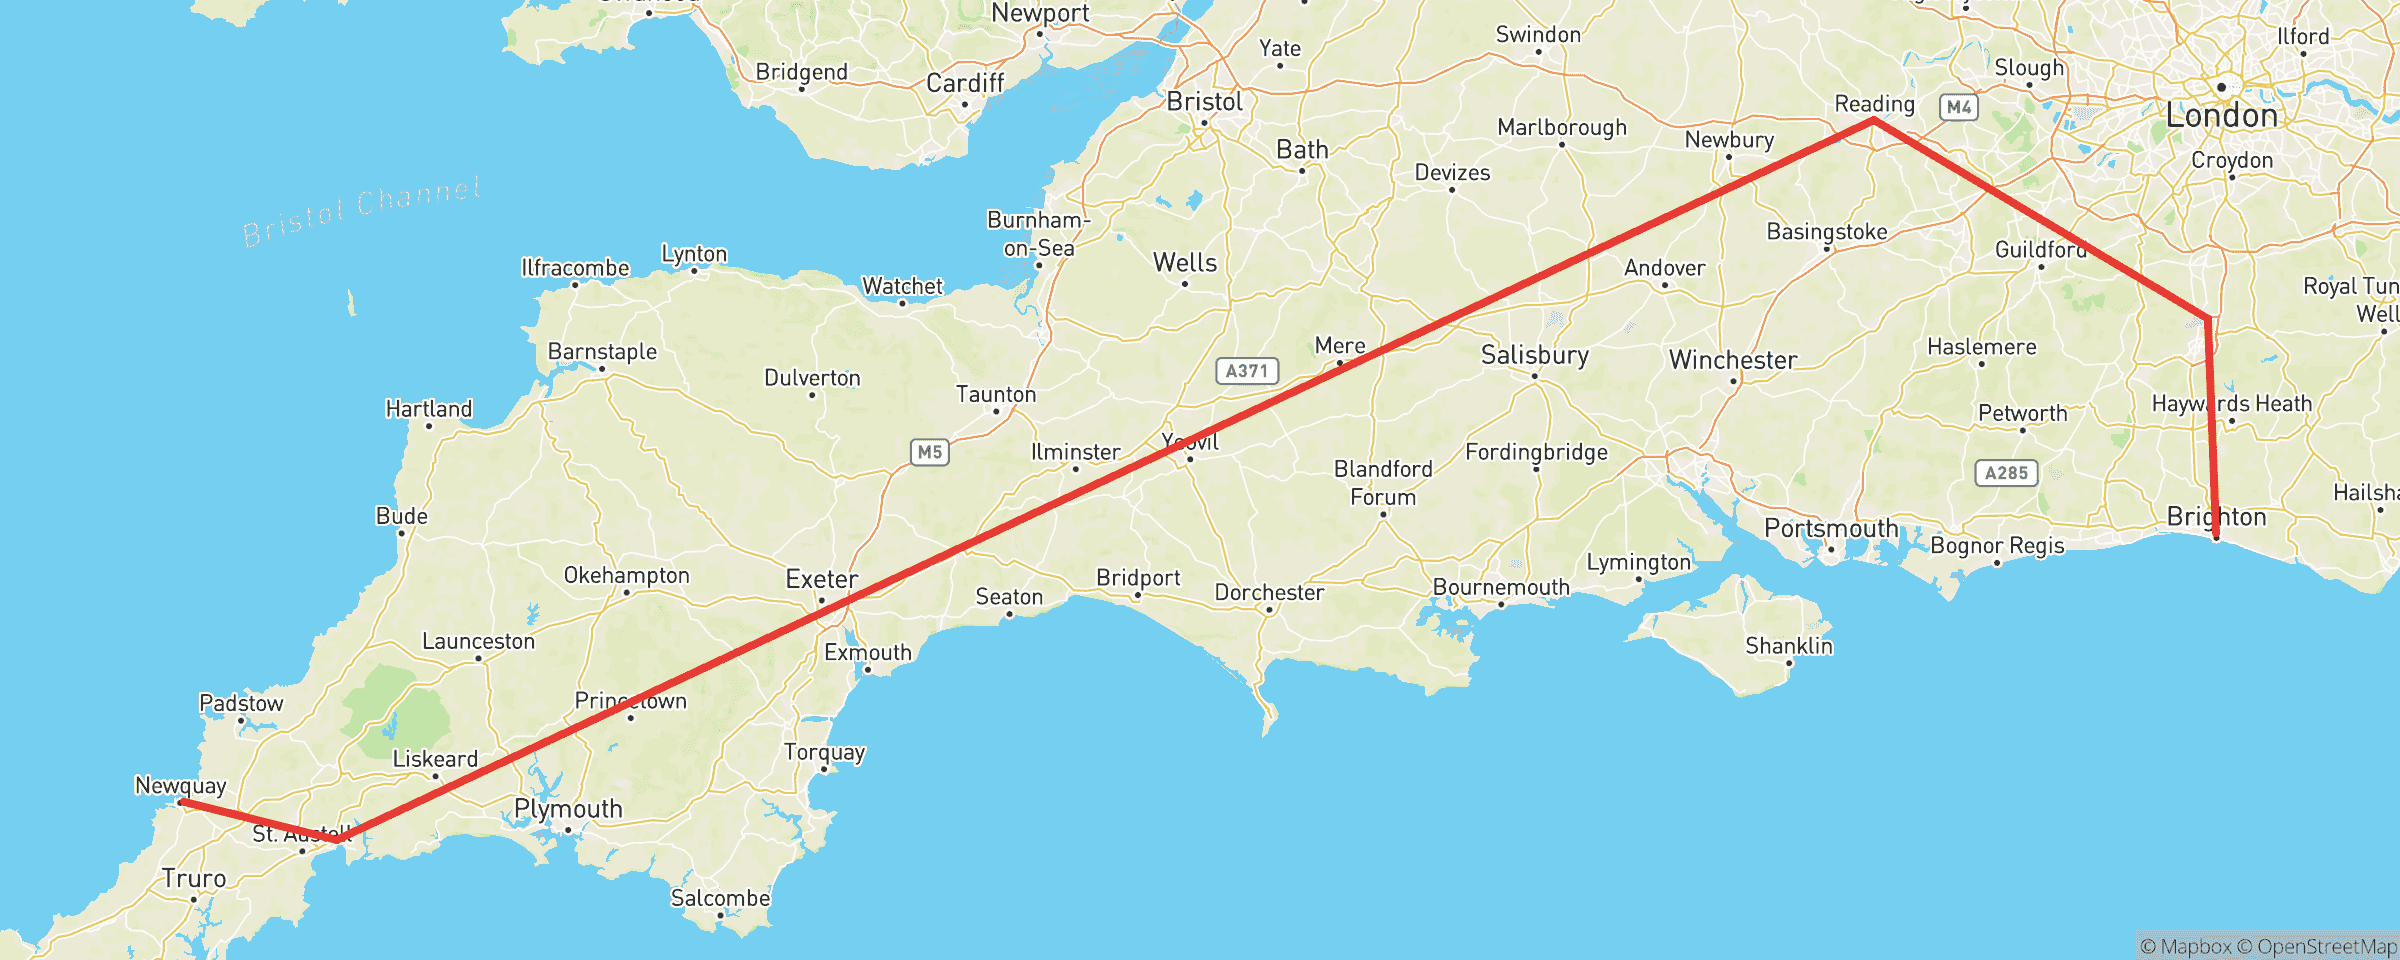 Newport
Swindon
Ilford
Yate
Bridgend
Slough
Cardiff
Bristol
Reading
M4
London
Marlborough
Newbury
Bath
Croydon
Devizes
Bristol Channel
Burnham-
on-Sea
Basingstoke
Guildford
Lynton
Wells
Ilfracombe
Andover
Watchet
Royal Tun
Well
Mere
Barnstaple
Salisbury
Winchester
Haslemere
A371
Dulverton
Taunton
Hartland
Haywards Heath
Petworth
Yeovil
M5
Ilminster
Fordingbridge
Blandford
Forum
A285
Hailsha
Bude
Brighton
Portsmouth
Bognor Regis
Lymington
Okehampton
Exeter
Bridport
Bournemouth
Dorchester
Seaton
Launceston
Exmouth
Shanklin
Padstow
Princetown
Torquay
Liskeard
Newquay
Plymouth
St. Austell
Truro
Salcombe
© Mapbox © OpenStreetMap